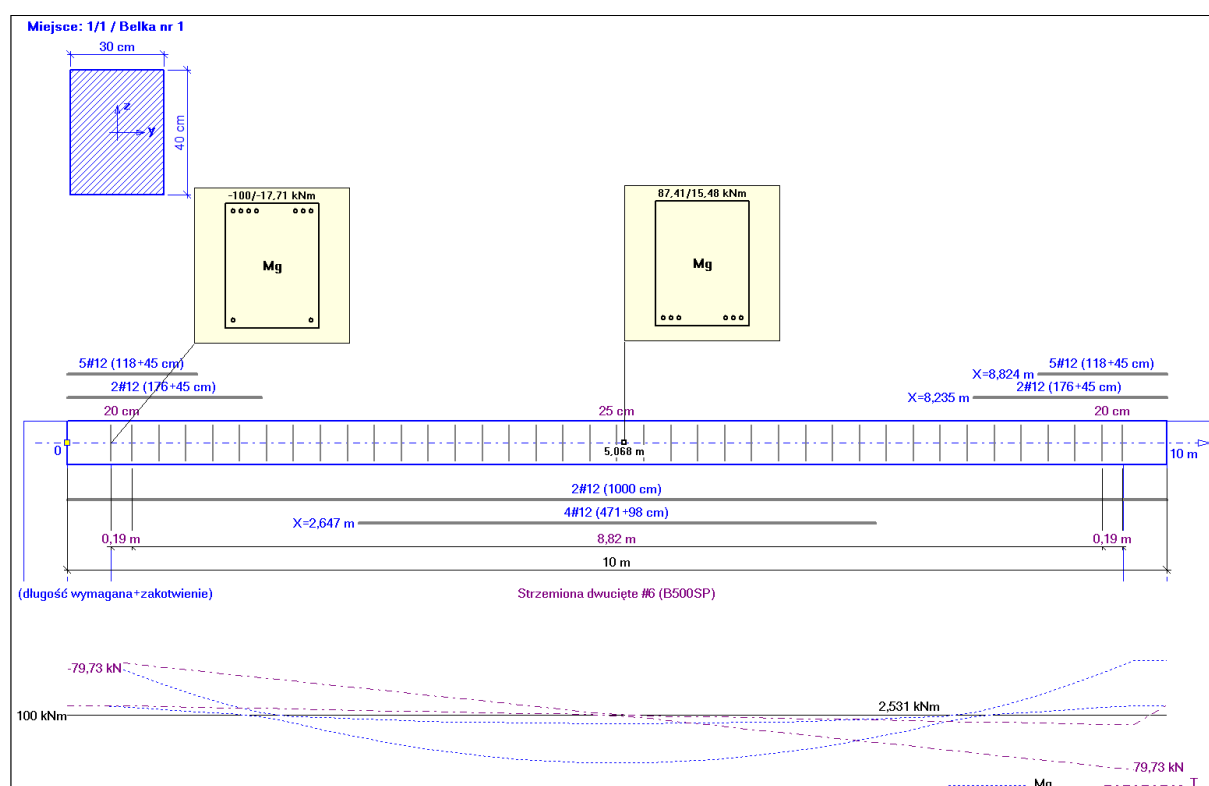 Miejsce: 1/1 / Belka nr 1
30 cm
z
y
40 cm
-100/-17,71 kNm
Mg
87,41/15,48 kNm
Mg
5#12 (118+45 cm)
2#12 (176+45 cm)
5#12 (118+45 cm)
X=8,824 m
2#12 (176+45 cm)
X=8,235 m
20 cm
25 cm
20 cm
0
5,068 m
10 m
2#12 (1000 cm)
4#12 (471+98 cm)
X=2,647 m
0,19 m
8,82 m
0,19 m
10 m
(długość wymagana+zakotwienie)
Strzemiona dwucięte #6 (B500SP)
-79,73 kN
100 kNm
2,531 kNm
79,73 kN
Mg
T